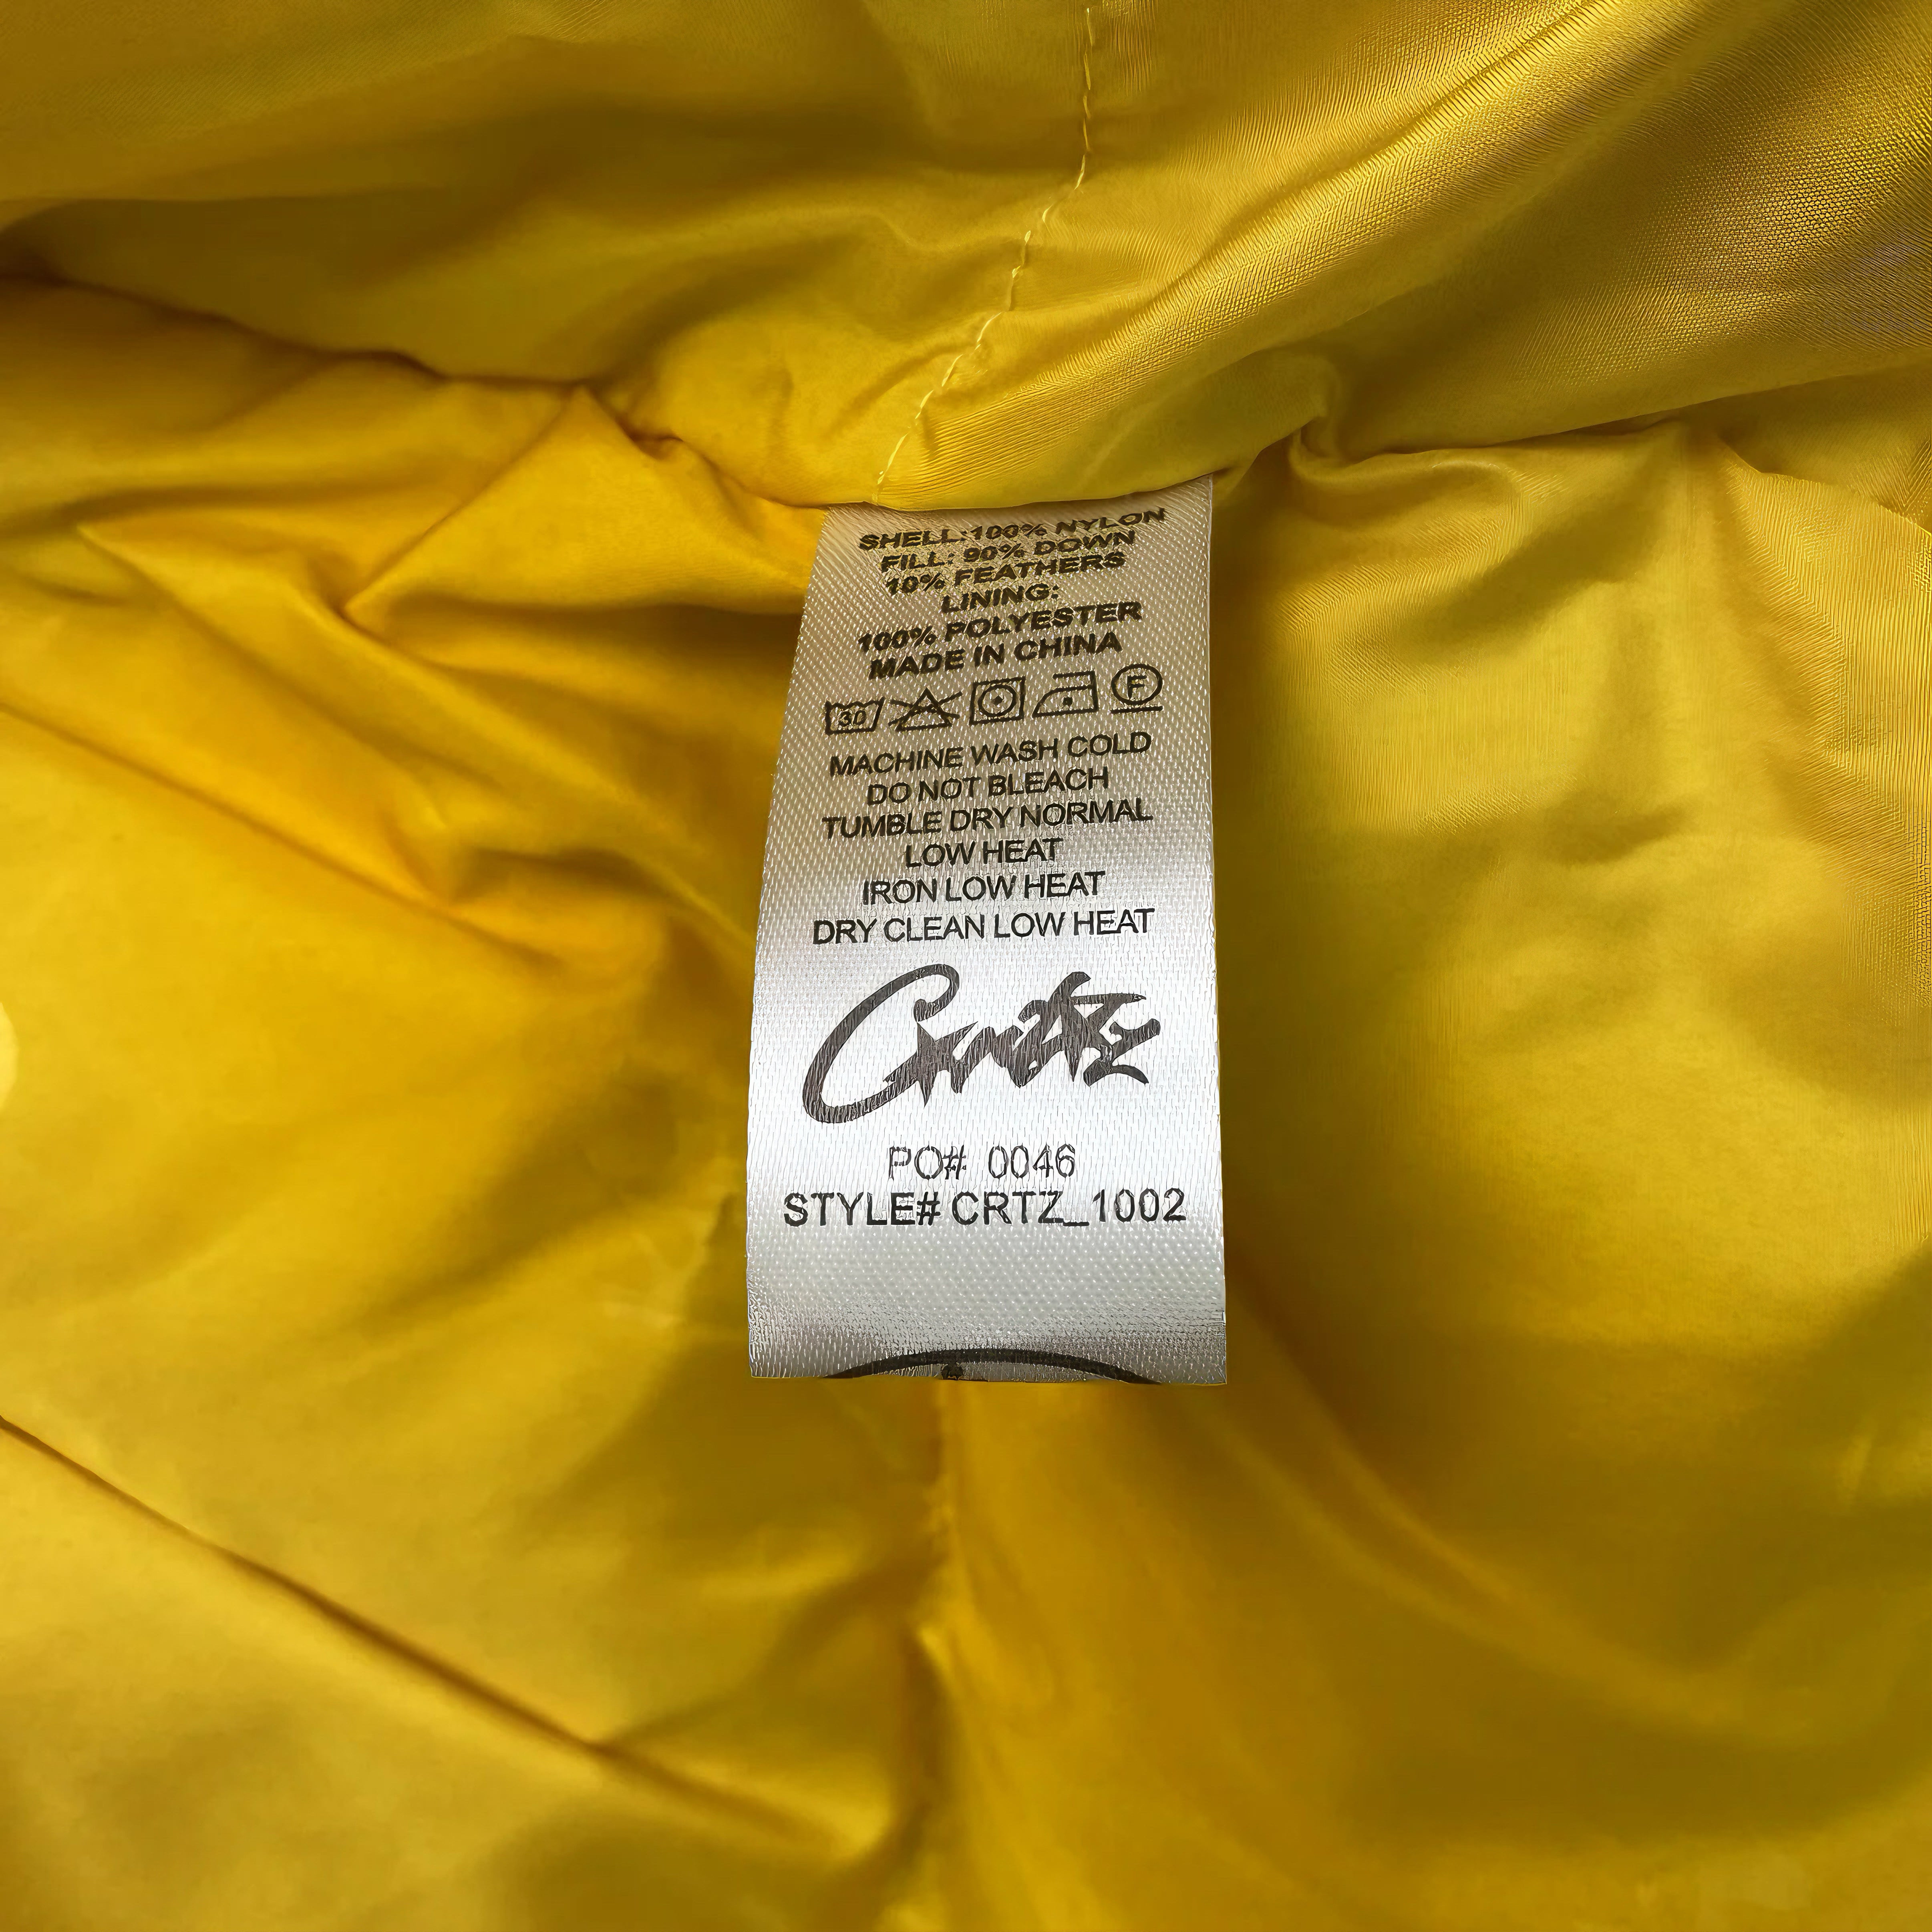 SHELL:100% NYLON
FILL: 90% DOWN
10% FEATHERS
LINING:
100% POLYESTER
MADE IN CHINA
30 F
MACHINE WASH COLD
DO NOT BLEACH
TUMBLE DRY NORMAL
LOW HEAT
IRON LOW HEAT
DRY CLEAN LOW HEAT
Crtz
PO# 0046
STYLE# CRTZ_1002